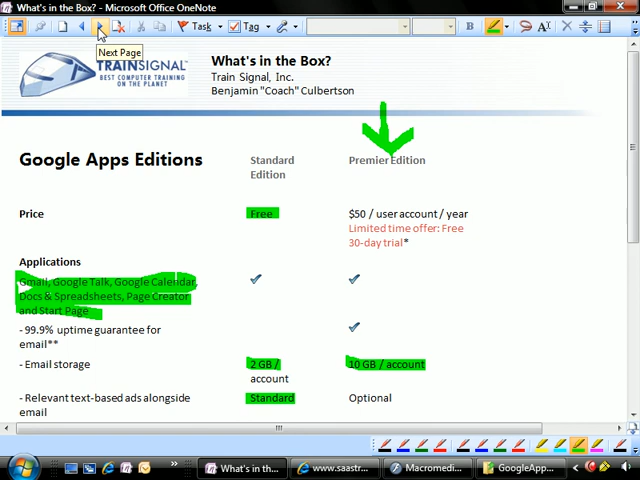 What's in the Box? - Microsoft Office OneNote
Task
Tag
B
A
Next Page
TRAINSIGNAL
BEST COMPUTER TRAINING
ON THE PLANET
What's in the Box?
Train Signal, Inc.
Benjamin "Coach" Culbertson
Google Apps Editions
Standard
Edition
Premier Edition
Price
Free
$50 / user account / year
Limited time offer: Free
30-day trial*
Applications
Gmail, Google Talk, Google Calendar,
Docs & Spreadsheets, Page Creator
and Start Page
- 99.9% uptime guarantee for
email**
- Email storage
2 GB /
account
10 GB / account
- Relevant text-based ads alongside
email
Standard
Optional
What's in th...
www.saastr...
Macromedi...
GoogleApp...